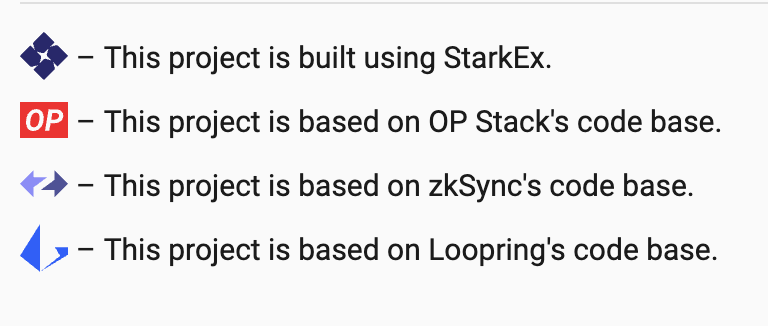 – This project is built using StarkEx.
OP – This project is based on OP Stack's code base.
– This project is based on zkSync's code base.
– This project is based on Loopring's code base.